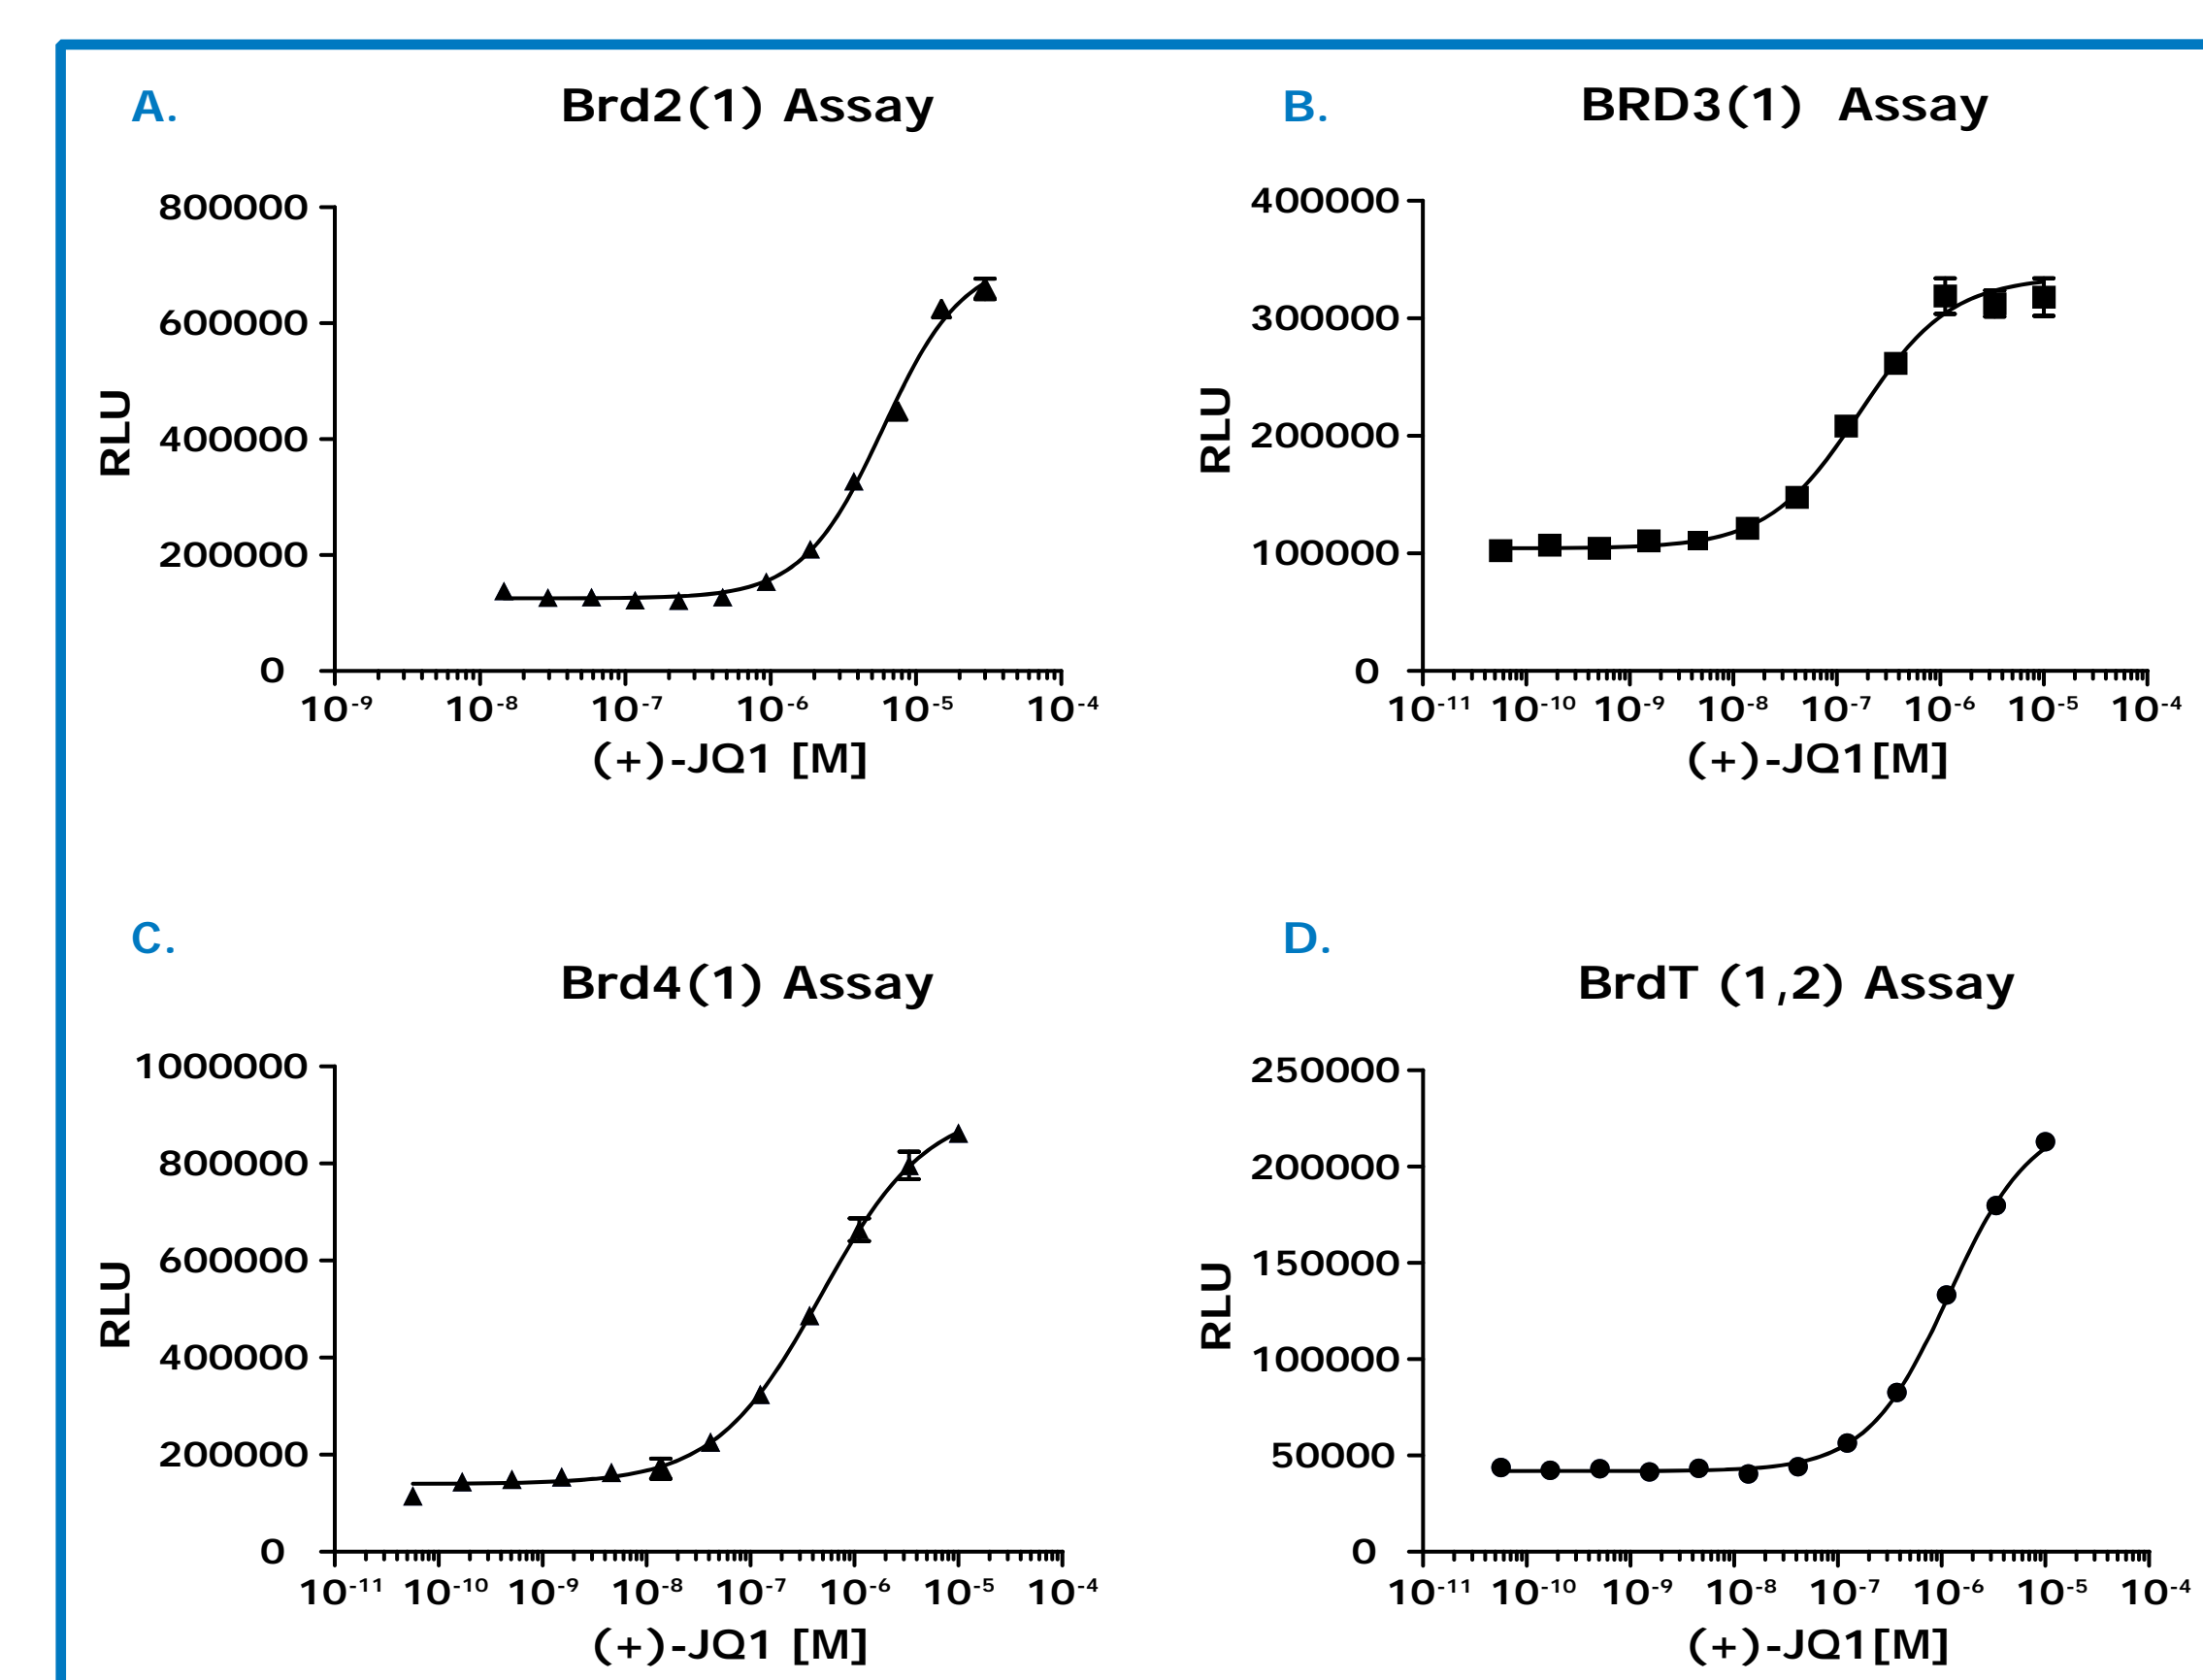 A.
Brd2(1) Assay
RLU
800000
600000
400000
200000
0
10-9 10-8 10-7 10-6 10-5 10-4
(+)-JQ1 [M]
B.
BRD3(1) Assay
RLU
400000
300000
200000
100000
0
10-11 10-10 10-9 10-8 10-7 10-6 10-5 10-4
(+)-JQ1[M]
C.
Brd4(1) Assay
RLU
1000000
800000
600000
400000
200000
0
10-11 10-10 10-9 10-8 10-7 10-6 10-5 10-4
(+)-JQ1 [M]
D.
BrdT (1,2) Assay
RLU
250000
200000
150000
100000
50000
0
10-11 10-10 10-9 10-8 10-7 10-6 10-5 10-4
(+)-JQ1[M]